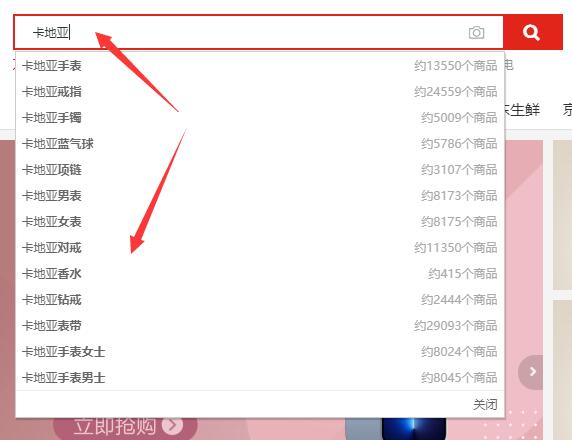 卡地亚
卡地亚手表 约13550个商品
卡地亚戒指 约24559个商品
卡地亚手镯 约5009个商品
卡地亚蓝气球 约5786个商品
卡地亚项链 约3107个商品
卡地亚男表 约8173个商品
卡地亚女表 约8175个商品
卡地亚对戒 约11350个商品
卡地亚香水 约415个商品
卡地亚钻戒 约2444个商品
卡地亚表带 约29093个商品
卡地亚手表女士 约8024个商品
卡地亚手表男士 约8045个商品
关闭
电
生鲜
京
立即抢购